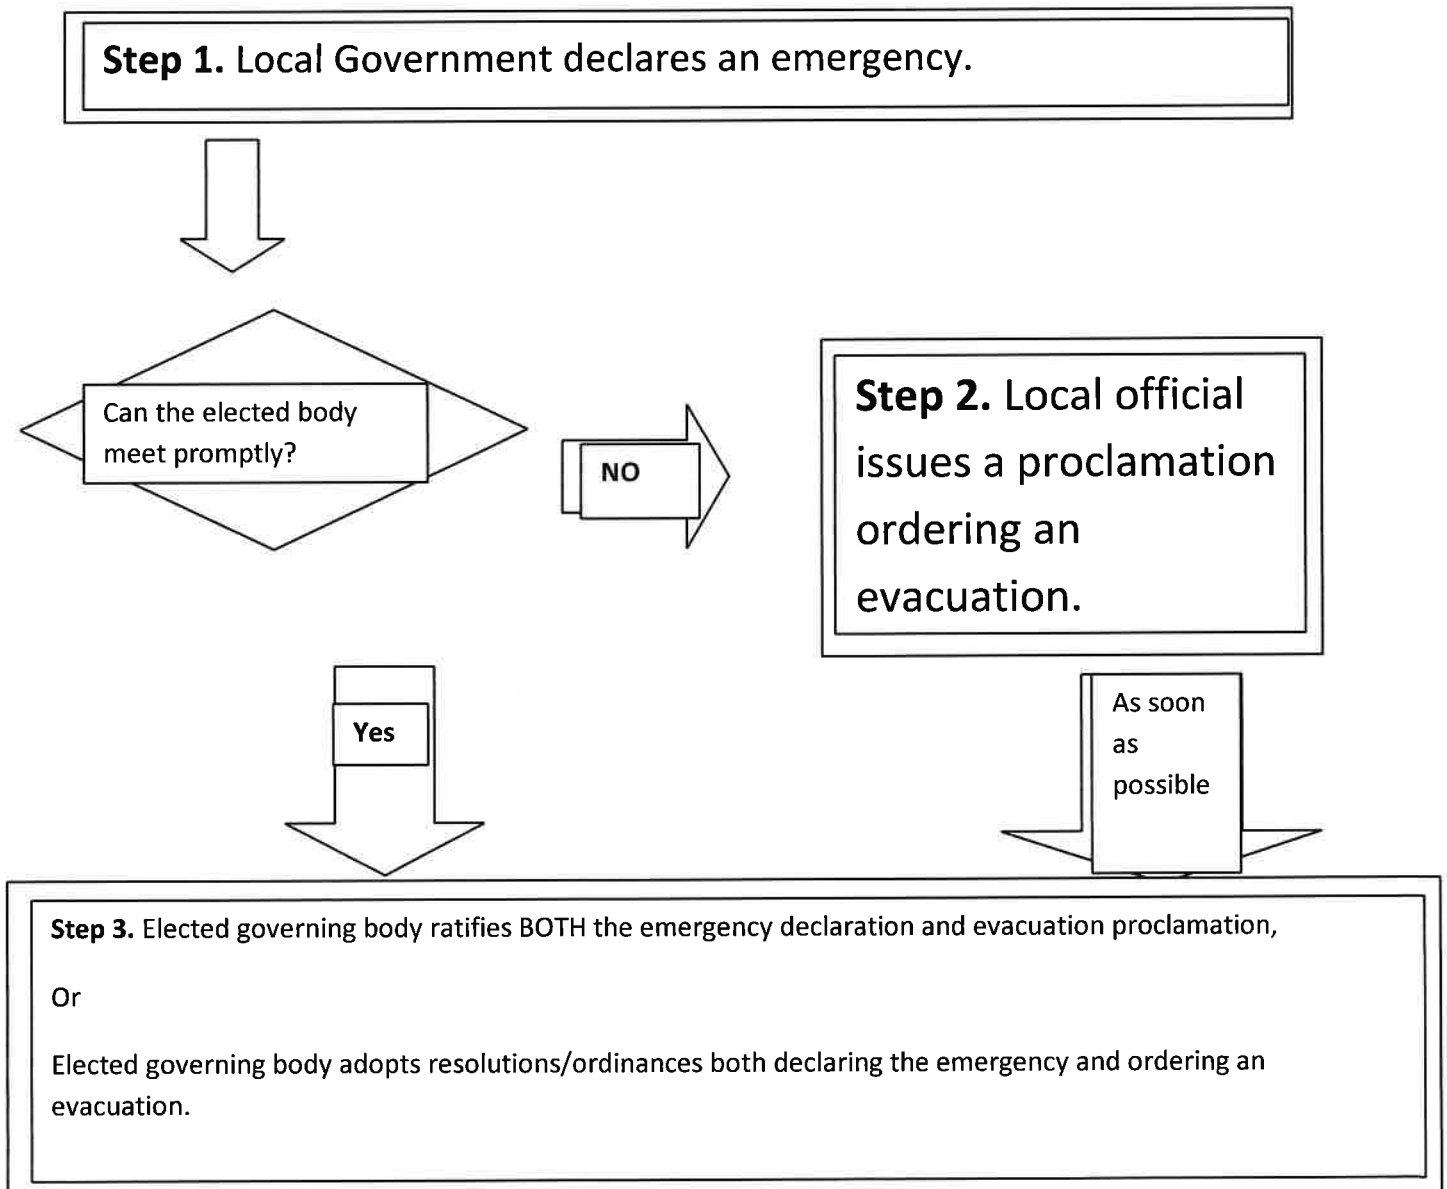 Step 1. Local Government declares an emergency.
Can the elected body
meet promptly?
NO
Step 2. Local official
issues a proclamation
ordering an
evacuation.
Yes
As soon
as
possible
Step 3. Elected governing body ratifies BOTH the emergency declaration and evacuation proclamation,
Or
Elected governing body adopts resolutions/ordinances both declaring the emergency and ordering an
evacuation.